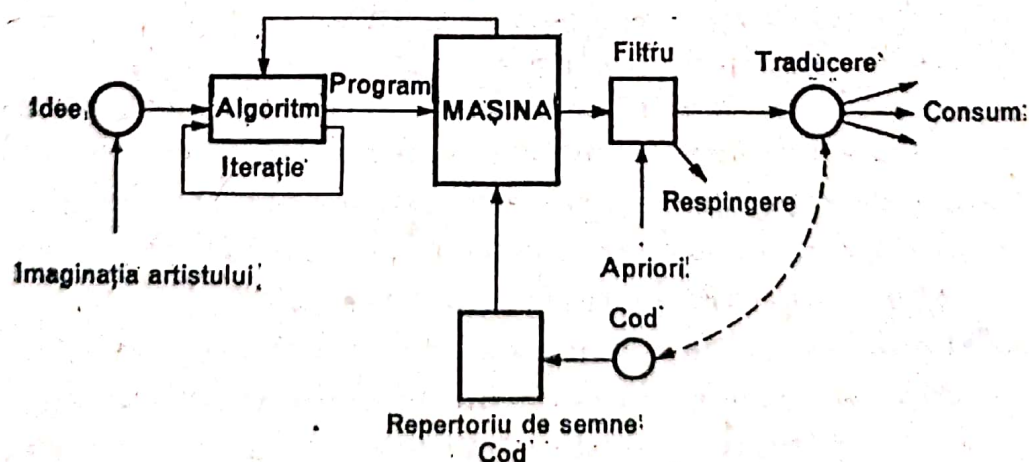 Filtru
Traducere
Program
Idee
Algoritm
MAȘINA
Consum
Iterație
Respingere
Imaginația artistului
Apriori
Cod
Repertoriu de semne
Cod